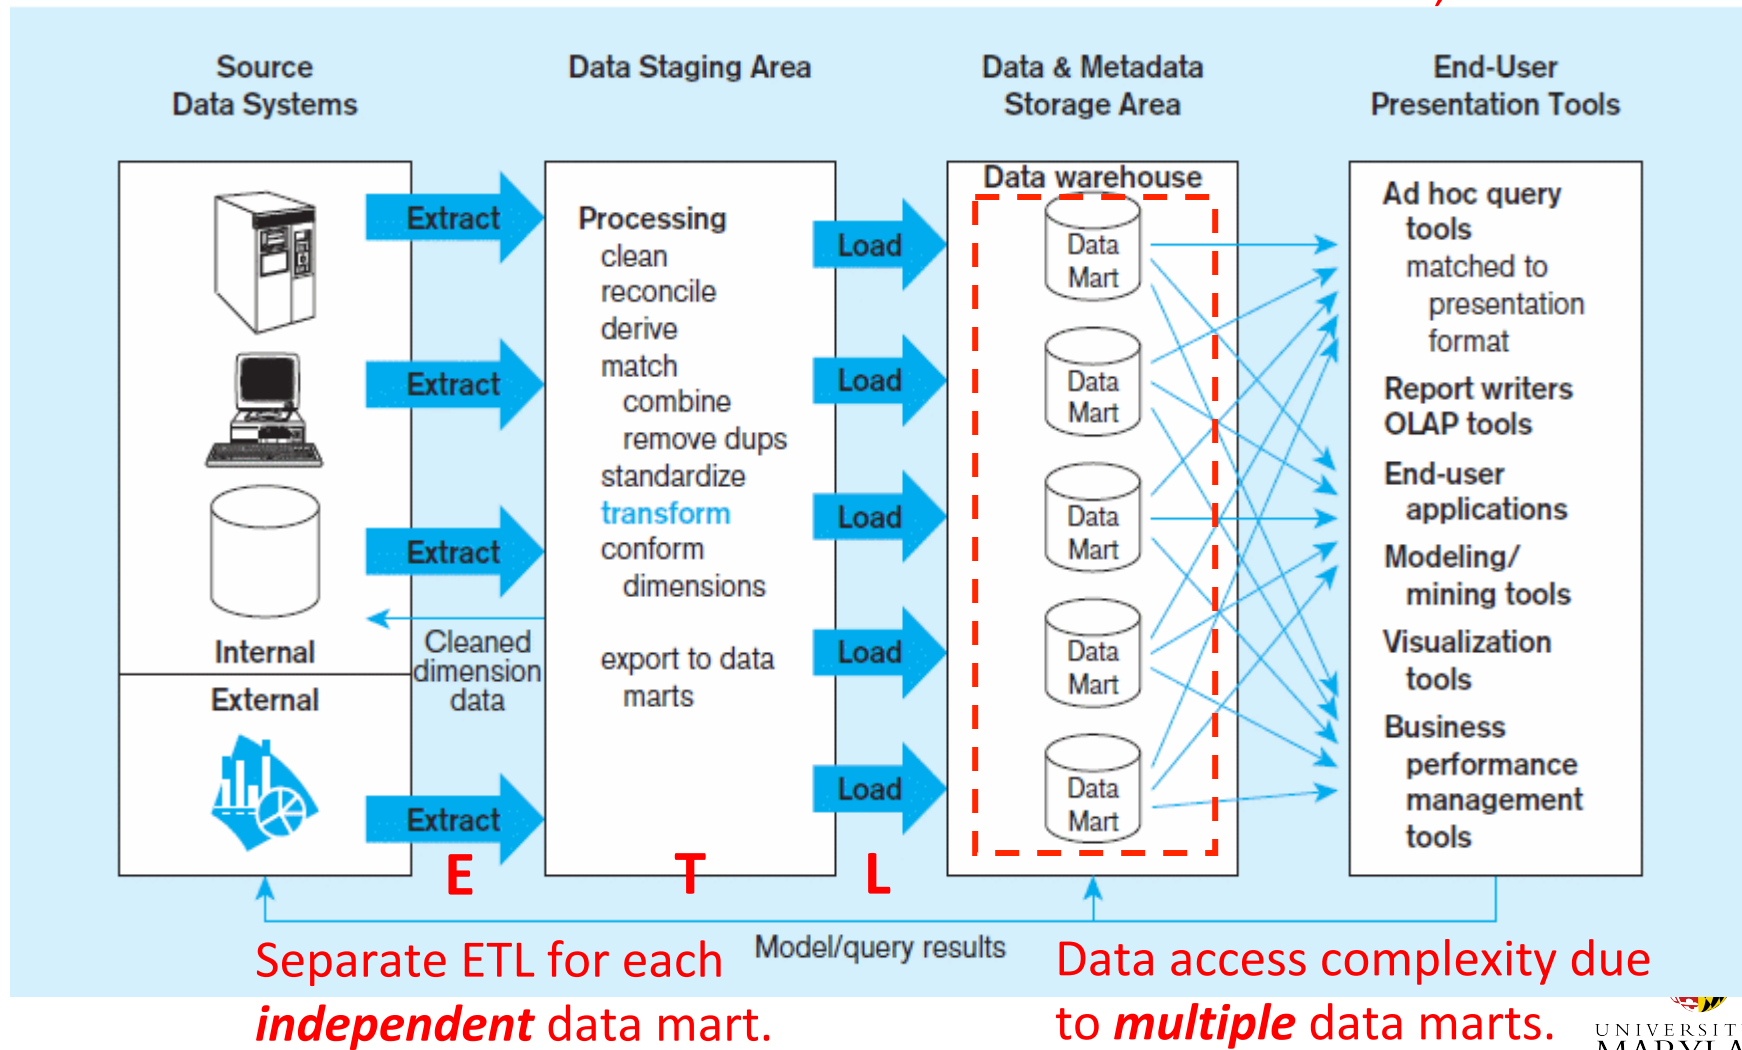 Source
Data Systems
Data Staging Area
Data & Metadata
Storage Area
End-User
Presentation Tools
Extract
Extract
Extract
Internal
Cleaned
dimension
data
External
Extract
E
Processing
clean
reconcile
derive
match
combine
remove dups
standardize
transform
conform
dimensions
export to data
marts
T
Load
Load
Load
Load
Load
L
Data warehouse
Data
Mart
Data
Mart
Data
Mart
Data
Mart
Data
Mart
Ad hoc query
tools
matched to
presentation
format
Report writers
OLAP tools
End-user
applications
Modeling/
mining tools
Visualization
tools
Business
performance
management
tools
Model/query results
Separate ETL for each
independent data mart.
Data access complexity due
to multiple data marts.